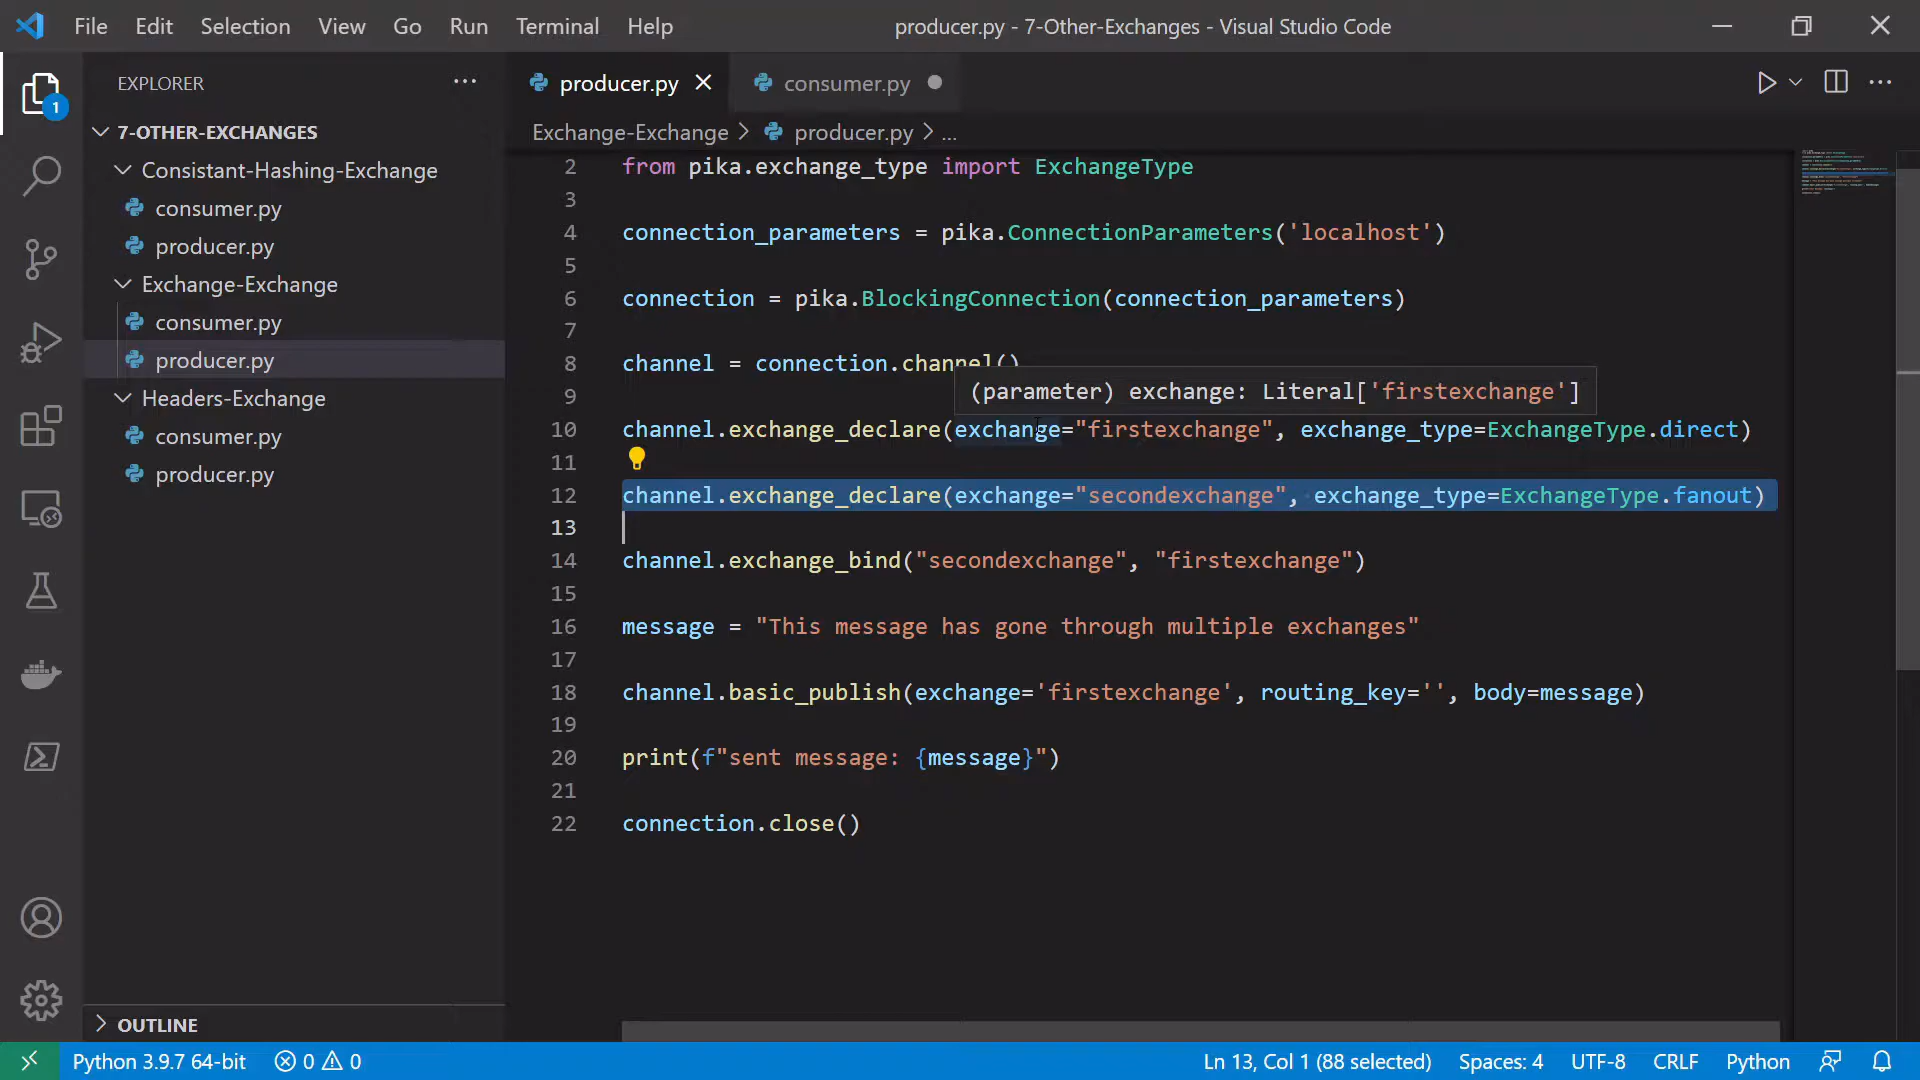 File Edit Selection View Go Run Terminal Help
producer.py - 7-Other-Exchanges - Visual Studio Code
EXPLORER
1
7-OTHER-EXCHANGES
Consistant-Hashing-Exchange
consumer.py
producer.py
Exchange-Exchange
consumer.py
producer.py
Headers-Exchange
consumer.py
producer.py
OUTLINE
producer.py
consumer.py
Exchange-Exchange > producer.py > ...
2 from pika.exchange_type import ExchangeType
3
4 connection_parameters = pika.ConnectionParameters('localhost')
5
6 connection = pika.BlockingConnection(connection_parameters)
7
8 channel = connection.channel()
(parameter) exchange: Literal['firstexchange']
9
10 channel.exchange_declare(exchange="firstexchange", exchange_type=ExchangeType.direct)
11
12 channel.exchange_declare(exchange="secondexchange", exchange_type=ExchangeType.fanout)
13
14 channel.exchange_bind("secondexchange", "firstexchange")
15
16 message = "This message has gone through multiple exchanges"
17
18 channel.basic_publish(exchange='firstexchange', routing_key='', body=message)
19
20 print(f"sent message: {message}")
21
22 connection.close()
Python 3.9.7 64-bit 0 0
Ln 13, Col 1 (88 selected) Spaces: 4 UTF-8 CRLF Python